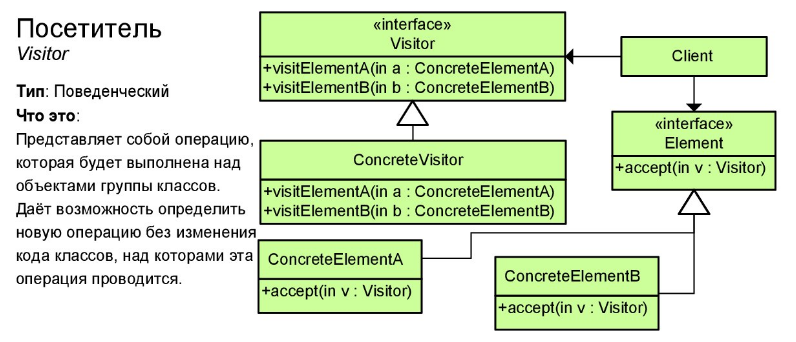 Посетитель
Visitor
Тип: Поведенческий
Что это:
Представляет собой операцию,
которая будет выполнена над
объектами группы классов.
Даёт возможность определить
новую операцию без изменения
кода классов, над которыми эта
операция проводится.
«interface»
Visitor
+visitElementA(in a : ConcreteElementA)
+visitElementB(in b : ConcreteElementB)
Client
«interface»
Element
+accept(in v : Visitor)
ConcreteVisitor
+visitElementA(in a : ConcreteElementA)
+visitElementB(in b : ConcreteElementB)
ConcreteElementA
+accept(in v : Visitor)
ConcreteElementB
+accept(in v : Visitor)